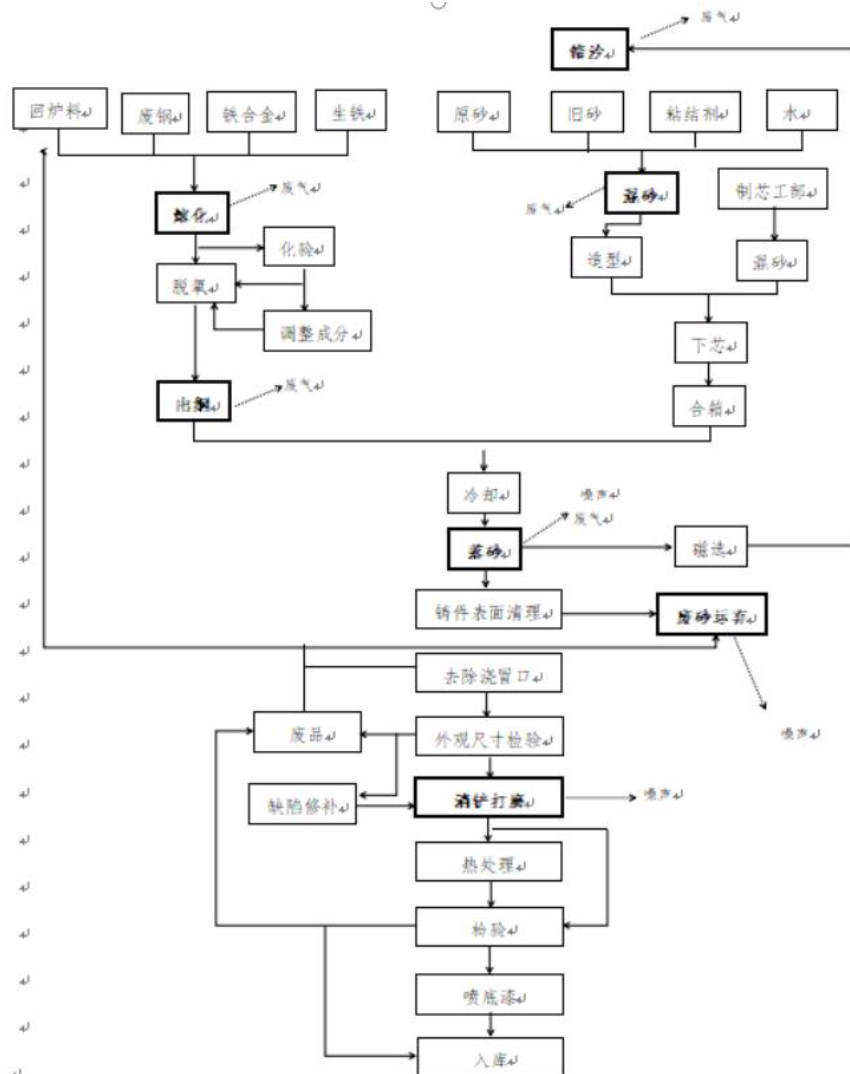 废气
回炉料
废钢
铁合金
生铁
原砂
旧砂
粘结剂
水
熔化
废气
废气
混砂
制芯工部
化验
造型
混砂
脱氧
调整成分
下芯
出钢
废气
合箱
冷却
噪声
废气
落砂
磁选
铸件表面清理
废砂运弃
去除浇冒口
废品
外观尺寸检验
噪声
缺陷修补
清铲打磨
噪声
热处理
检验
喷底漆
入库